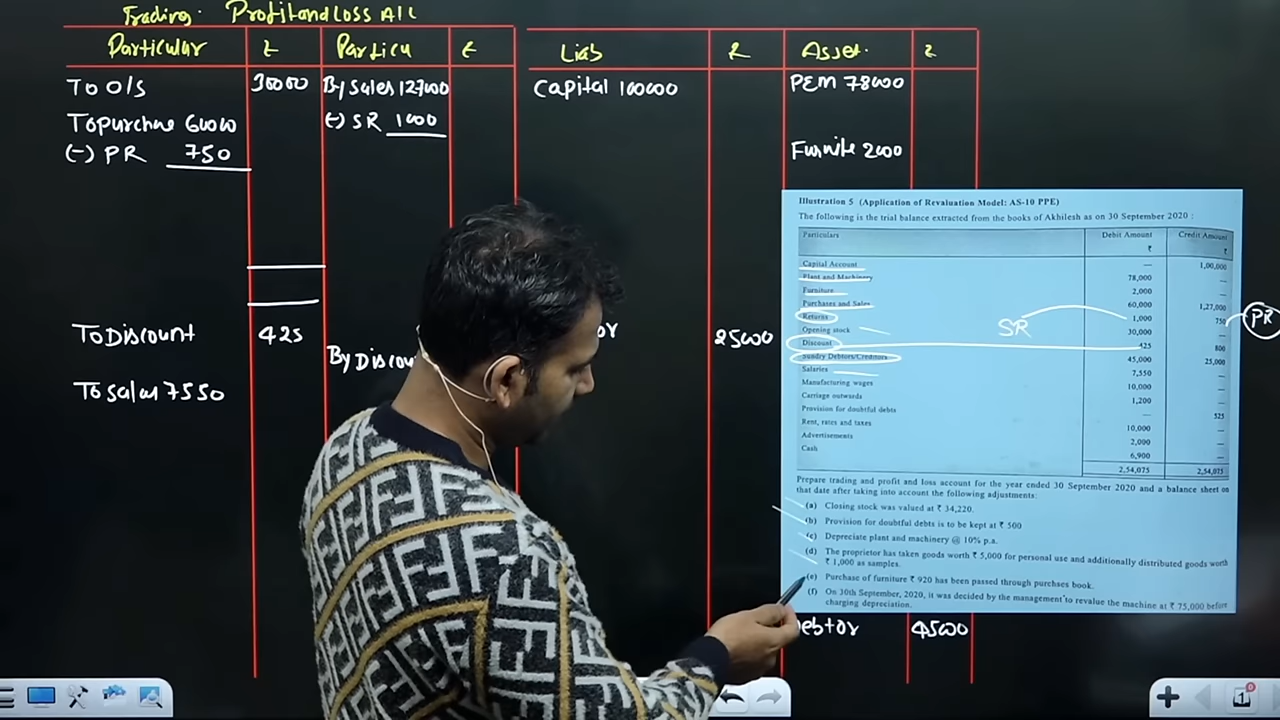 Trading. Profit and Loss A/c
Particular ₹ Particu ₹
To O/S 30000 By Sales 127000
To purchase 60000 (-) SR 1000
(-) PR 750
To Discount 425
By Discou
To Salar 7550
Liab ₹ Asset. ₹
Capital 100000 P&M 78000
Furnite 2000
or 25000
ebtor 45000
Illustration 5 (Application of Revaluation Model: AS-10 PPE)
The following is the trial balance extracted from the books of Akhilesh as on 30 September 2020 :
Particulars Debit Amount Credit Amount
₹ ₹
Capital Account — 1,00,000
Plant and Machinery 78,000 —
Furniture 2,000 —
Purchases and Sales 60,000 1,27,000
Returns 1,000 750
Opening stock 30,000 —
Discount 425 800
Sundry Debtors/Creditors 45,000 25,000
Salaries 7,550 —
Manufacturing wages 10,000 —
Carriage outwards 1,200 —
Provision for doubtful debts — 525
Rent, rates and taxes 10,000 —
Advertisements 2,000 —
Cash 6,900 —
2,54,075 2,54,075
SR
PR
Prepare trading and profit and loss account for the year ended 30 September 2020 and a balance sheet on
that date after taking into account the following adjustments:
(a) Closing stock was valued at ₹ 34,220.
(b) Provision for doubtful debts is to be kept at ₹ 500
(c) Depreciate plant and machinery @ 10% p.a.
(d) The proprietor has taken goods worth ₹ 5,000 for personal use and additionally distributed goods worth
₹ 1,000 as samples.
(e) Purchase of furniture ₹ 920 has been passed through purchses book.
(f) On 30th September, 2020, it was decided by the management to revalue the machine at ₹ 75,000 before
charging depreciation.
1